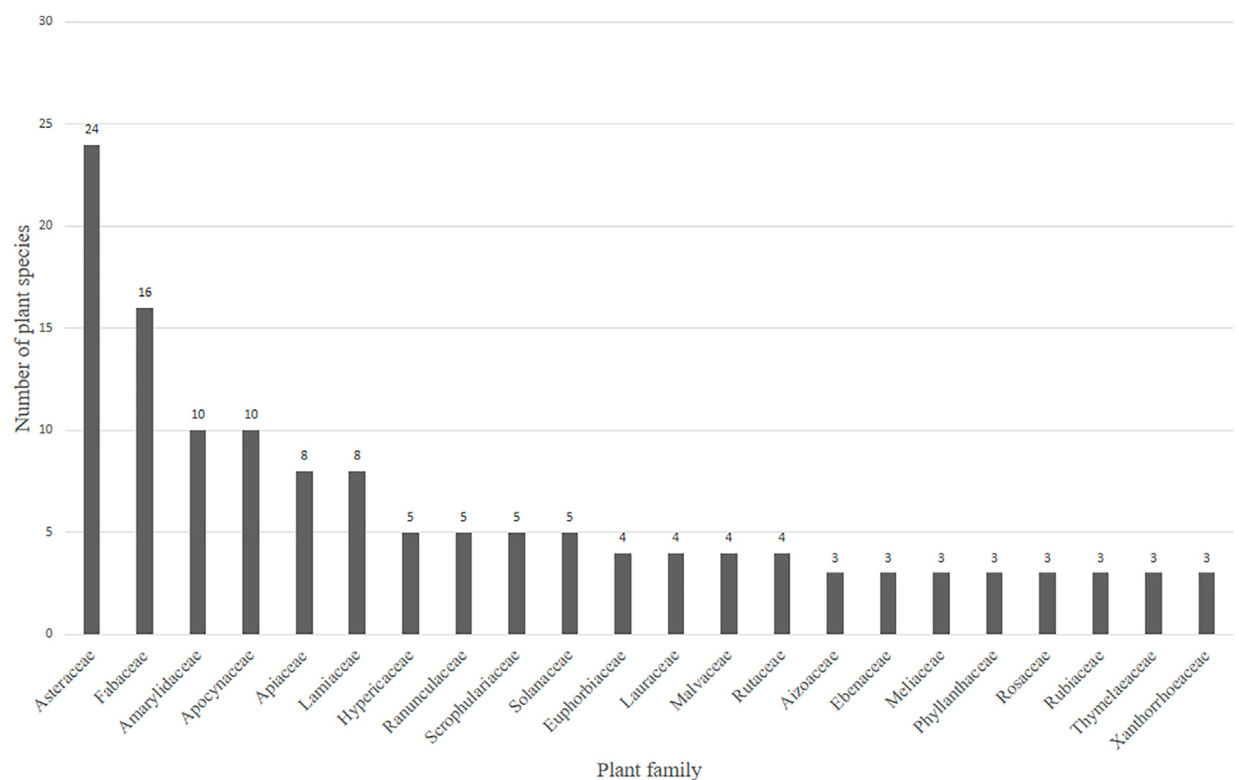 30
25
20
15
10
5
0
Number of plant species
24
16
10
10
8
8
5
5
5
5
4
4
4
4
3
3
3
3
3
3
3
3
Asteraceae
Fabaceae
Amarylidaceae
Apocynaceae
Apiaceae
Lamiaceae
Hypericaceae
Ranunculaceae
Scrophulariaceae
Solanaceae
Euphorbiaceae
Lauraceae
Malvaceae
Rutaceae
Aizoaceae
Ebenaceae
Meliaceae
Phyllanthaceae
Rosaceae
Rubiaceae
Thymelaeaceae
Xanthorrhoeaceae
Plant family